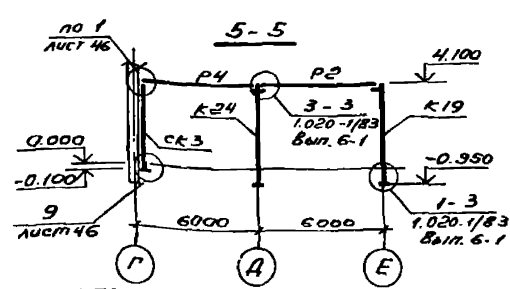 5-5
по 1
лист 46
Р4
Р2
4.100
к24
3-3
1.020-1/83
Вып. 6-1
к19
ск3
0.000
-0.100
-0.950
9
лист 46
6000
6000
1-3
1.020-1/83
Вып. 6-1
Г
Д
Е